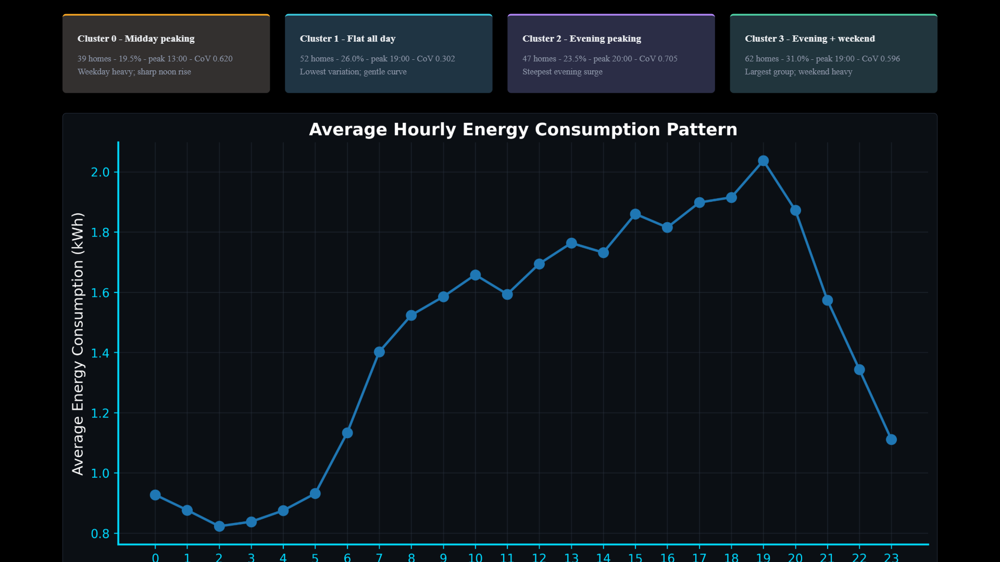 Cluster 0 - Midday peaking
39 homes - 19.5% - peak 13:00 - CoV 0.620
Weekday heavy; sharp noon rise
Cluster 1 - Flat all day
52 homes - 26.0% - peak 19:00 - CoV 0.302
Lowest variation; gentle curve
Cluster 2 - Evening peaking
47 homes - 23.5% - peak 20:00 - CoV 0.705
Steepest evening surge
Cluster 3 - Evening + weekend
62 homes - 31.0% - peak 19:00 - CoV 0.596
Largest group; weekend heavy
Average Hourly Energy Consumption Pattern
Average Energy Consumption (kWh)
2.0
1.8
1.6
1.4
1.2
1.0
0.8
0 1 2 3 4 5 6 7 8 9 10 11 12 13 14 15 16 17 18 19 20 21 22 23